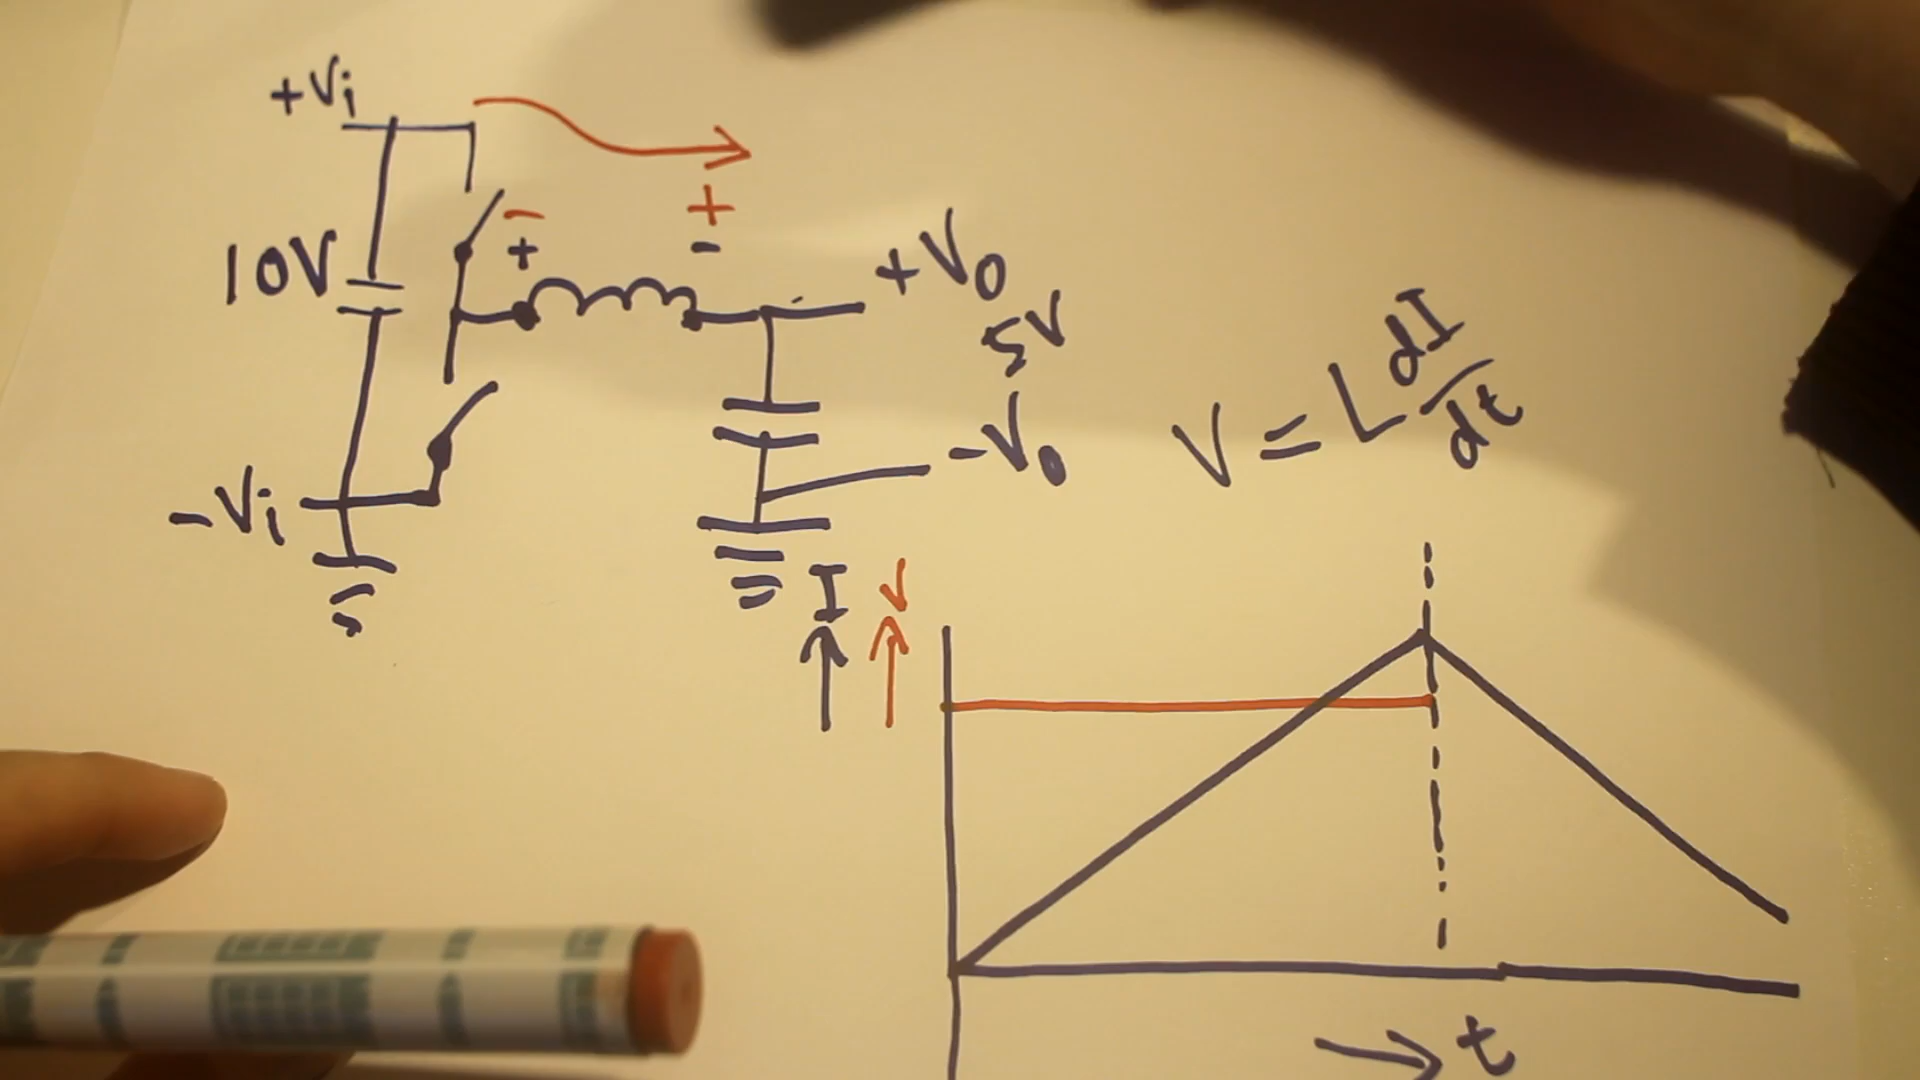 +Vi
- +
+ -
10V
+Vo
5V
-Vo
-Vi
V = L dI/dt
I V
t